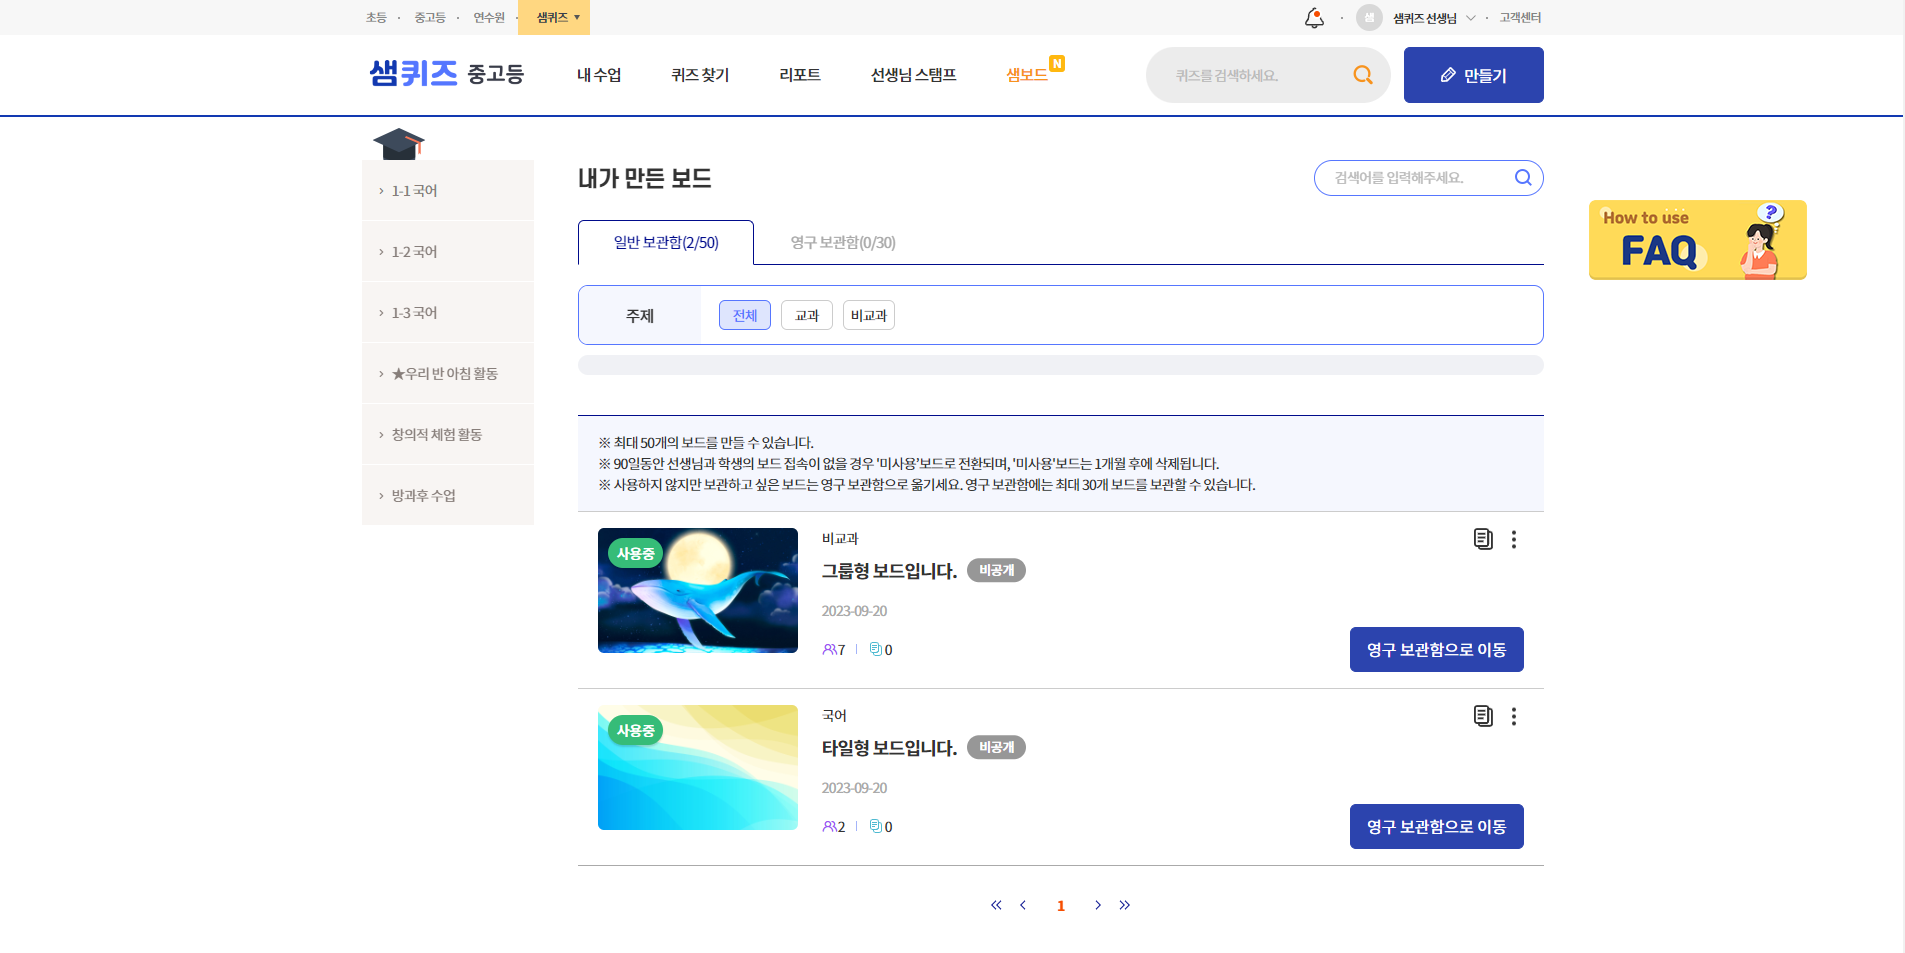 초등 · 중고등 · 연수원 · 샘퀴즈 ▼
· 샘 샘퀴즈 선생님 · 고객센터
샘퀴즈 중고등
내 수업 퀴즈 찾기 리포트 선생님 스탬프 샘보드 N
퀴즈를 검색하세요.
만들기
1-1 국어
1-2 국어
1-3 국어
★우리 반 아침 활동
창의적 체험 활동
방과후 수업
내가 만든 보드
검색어를 입력해주세요.
일반 보관함(2/50) 영구 보관함(0/30)
주제 전체 교과 비교과
※ 최대 50개의 보드를 만들 수 있습니다.
※ 90일동안 선생님과 학생의 보드 접속이 없을 경우 '미사용'보드로 전환되며, '미사용'보드는 1개월 후에 삭제됩니다.
※ 사용하지 않지만 보관하고 싶은 보드는 영구 보관함으로 옮기세요. 영구 보관함에는 최대 30개 보드를 보관할 수 있습니다.
사용중
비교과
그룹형 보드입니다. 비공개
2023-09-20
7 | 0
영구 보관함으로 이동
사용중
국어
타일형 보드입니다. 비공개
2023-09-20
2 | 0
영구 보관함으로 이동
1
How to use
FAQ
?